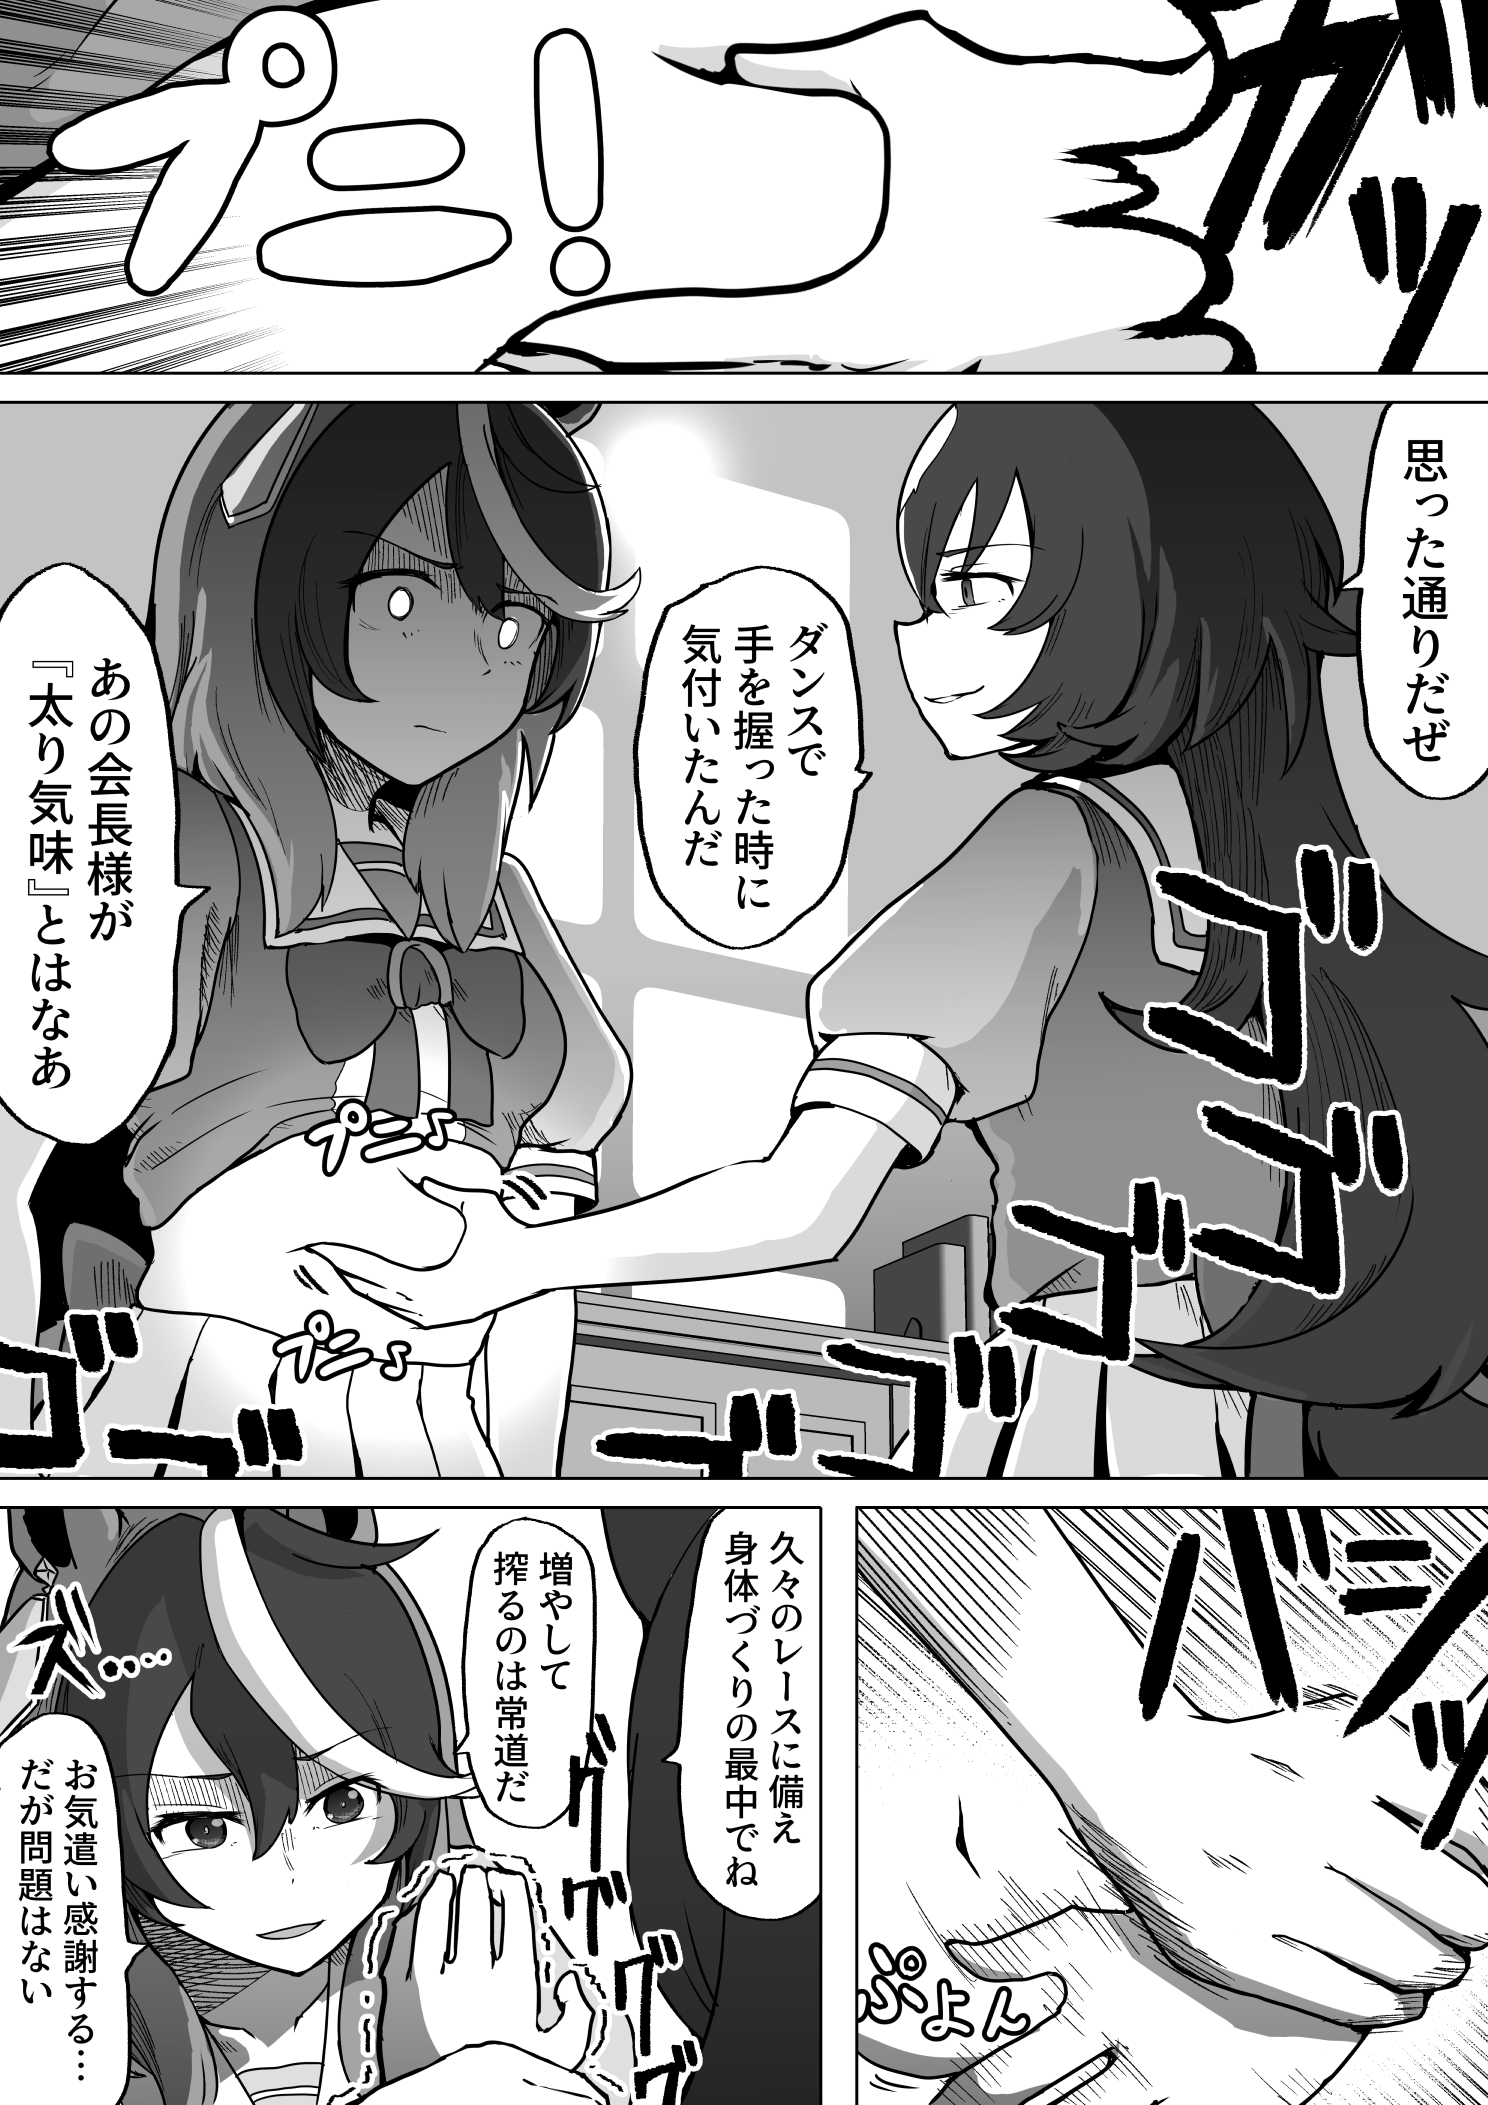 ガッ
プニ！
思った通りだぜ
ダンスで
手を握った時に
気付いたんだ
あの会長様が
『太り気味』とはなあ
プニ♪
プニ♪
ゴゴゴゴゴゴゴ
バシッ
ぷよん
久々のレースに備え
身体づくりの最中でね
増やして
搾るのは常道だ
ググググ
ズ…‥
お気遣い感謝する…
だが問題はない